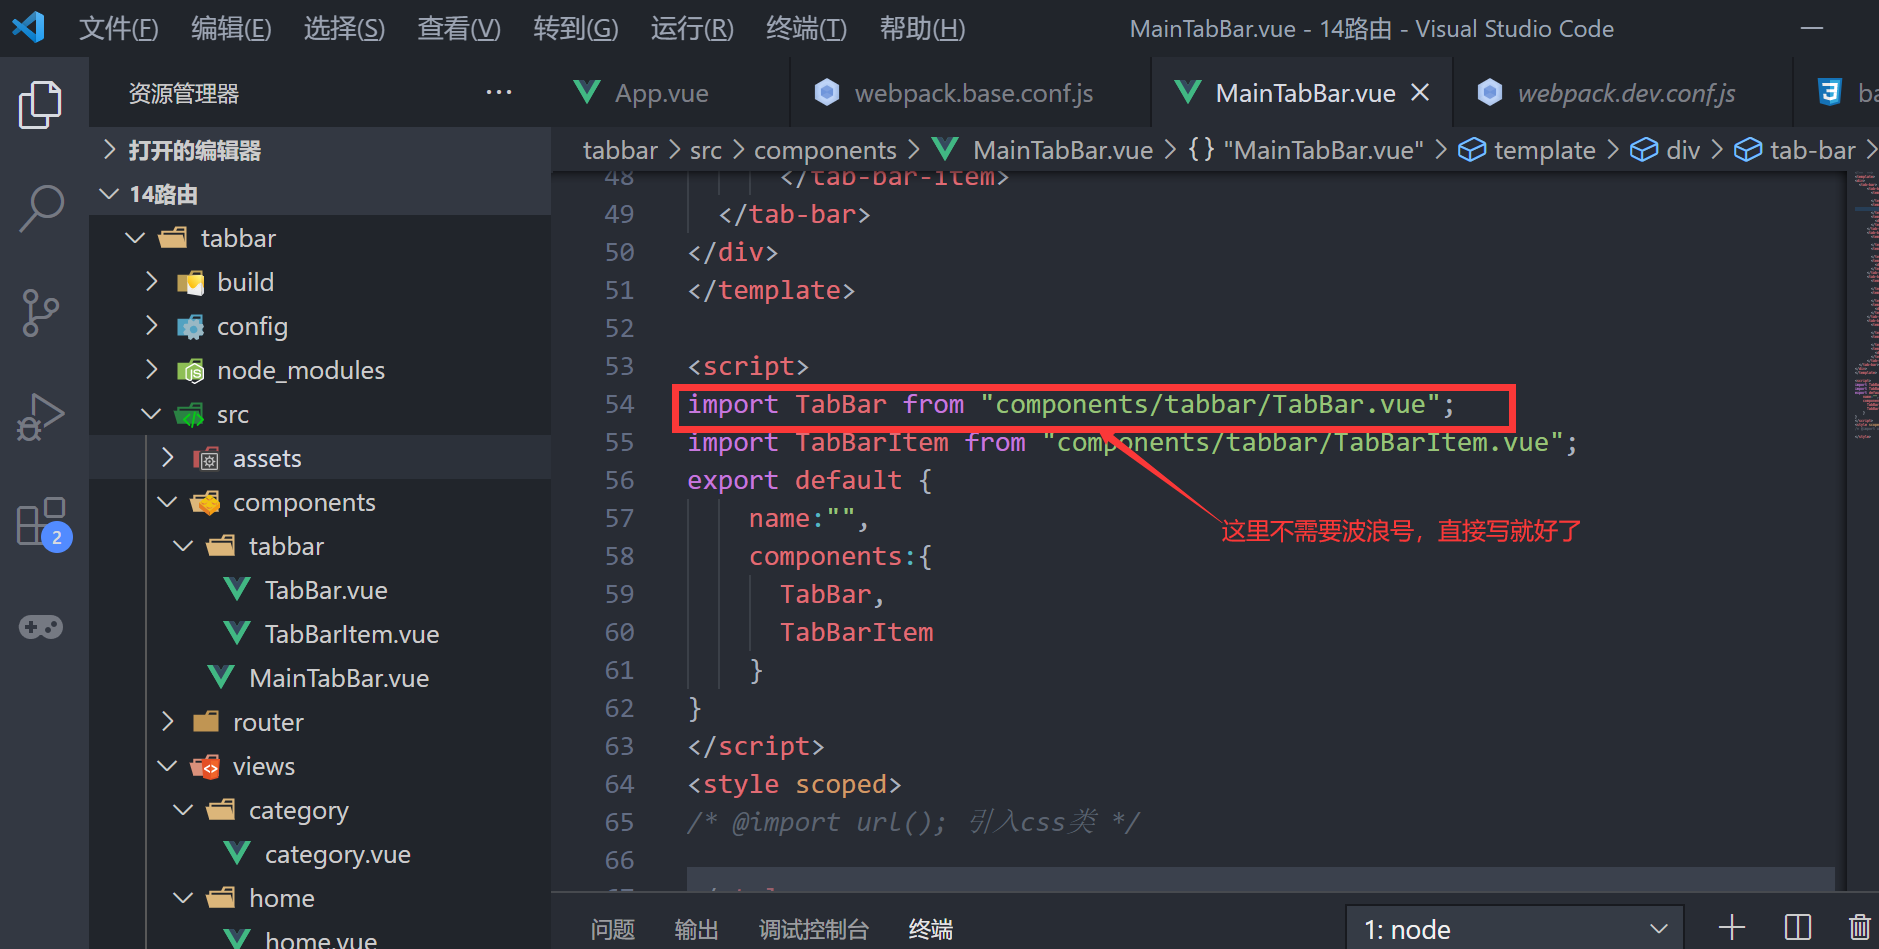 文件(F) 编辑(E) 选择(S) 查看(V) 转到(G) 运行(R) 终端(T) 帮助(H) MainTabBar.vue - 14路由 - Visual Studio Code
资源管理器 ···
App.vue webpack.base.conf.js MainTabBar.vue webpack.dev.conf.js
打开的编辑器
14路由
tabbar
build
config
node_modules
src
assets
components
tabbar
TabBar.vue
TabBarItem.vue
MainTabBar.vue
router
views
category
category.vue
home
home.vue
2
tabbar > src > components > MainTabBar.vue > {} "MainTabBar.vue" > template > div > tab-bar >
48 </tab-bar-item>
49 </tab-bar>
50 </div>
51 </template>
52
53 <script>
54 import TabBar from "components/tabbar/TabBar.vue";
55 import TabBarItem from "components/tabbar/TabBarItem.vue";
56 export default {
57 name:"",
58 components:{
59 TabBar,
60 TabBarItem
61 }
62 }
63 </script>
64 <style scoped>
65 /* @import url(); 引入css类 */
66
这里不需要波浪号，直接写就好了
问题 输出 调试控制台 终端 1: node